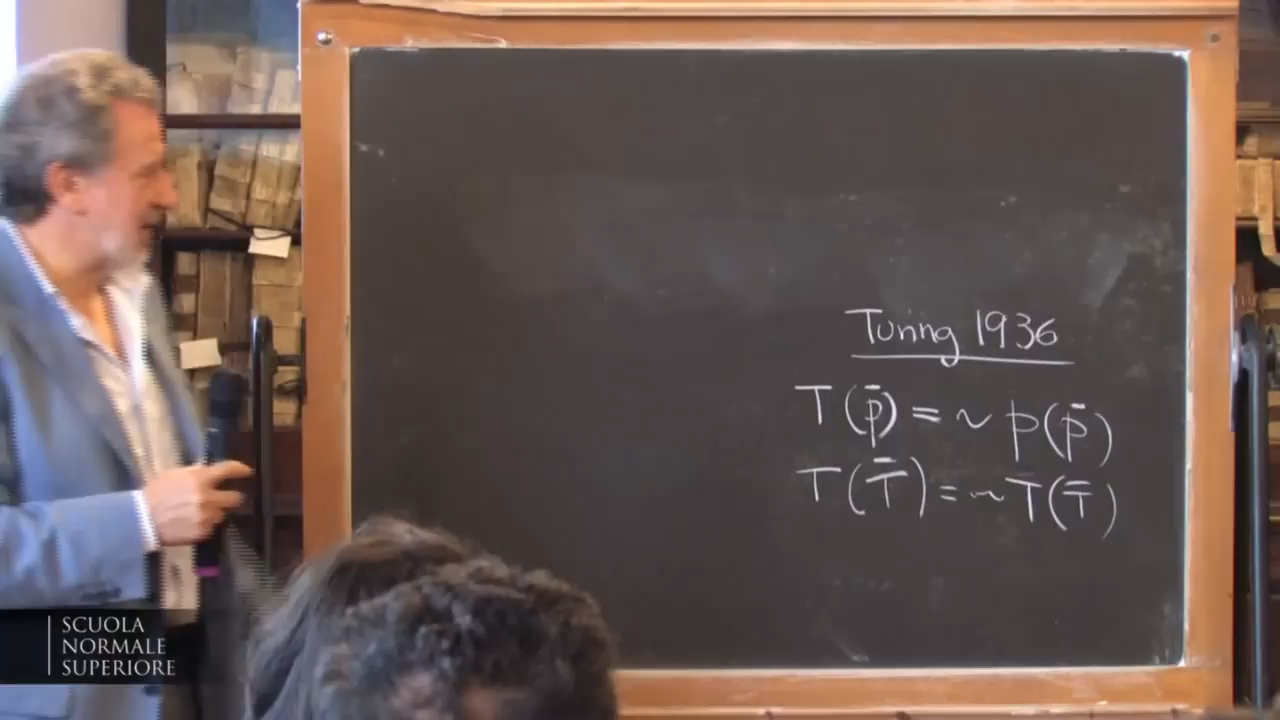 Turing 1936
T(p̄) = ~ p(p̄)
T(T̄) = ~ T(T̄)
SCUOLA
NORMALE
SUPERIORE